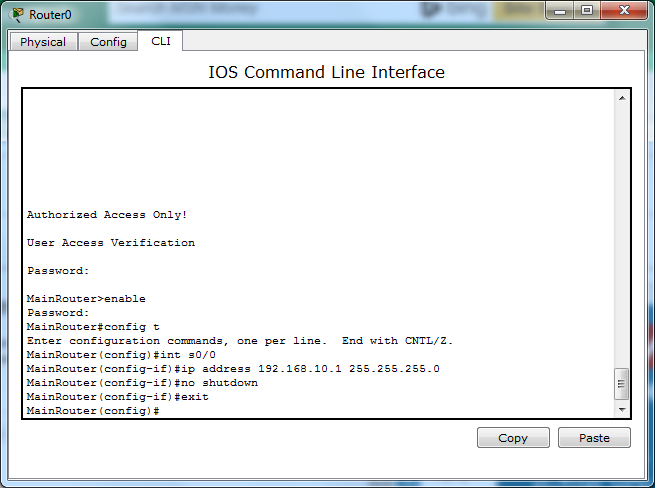 Router0
Physical Config CLI
IOS Command Line Interface
Authorized Access Only!
User Access Verification
Password:
MainRouter>enable
Password:
MainRouter#config t
Enter configuration commands, one per line.  End with CNTL/Z.
MainRouter(config)#int s0/0
MainRouter(config-if)#ip address 192.168.10.1 255.255.255.0
MainRouter(config-if)#no shutdown
MainRouter(config-if)#exit
MainRouter(config)#
Copy Paste